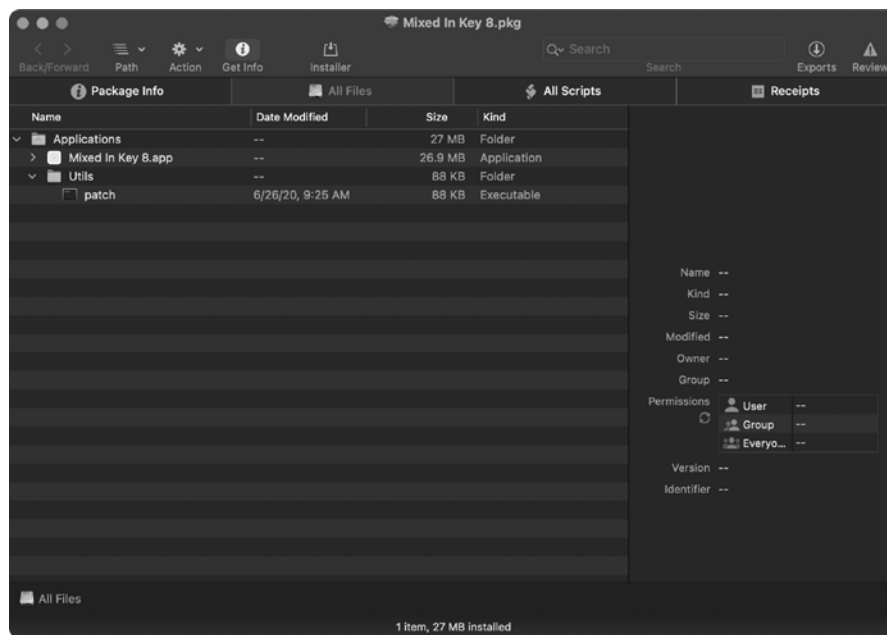 Mixed In Key 8.pkg
Search
Back/Forward Path Action Get Info Installer Search Exports Review
Package Info All Files All Scripts Receipts
Name Date Modified Size Kind
Applications -- 27 MB Folder
Mixed In Key 8.app -- 26.9 MB Application
Utils -- 88 KB Folder
patch 6/26/20, 9:25 AM 88 KB Executable
Name --
Kind --
Size --
Modified --
Owner --
Group --
Permissions User --
Group --
Everyo... --
Version --
Identifier --
All Files
1 item, 27 MB installed